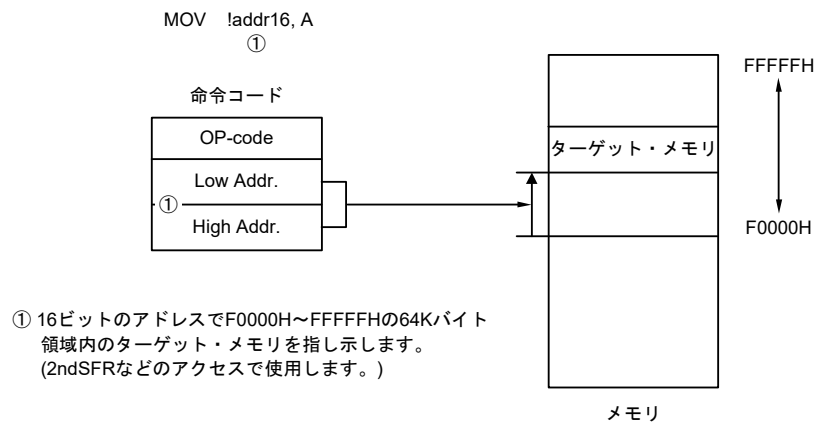 MOV !addr16, A
①
命令コード
OP-code
Low Addr.
①
High Addr.
FFFFFH
ターゲット・メモリ
F0000H
① 16ビットのアドレスでF0000H～FFFFFHの64Kバイト
領域内のターゲット・メモリを指し示します。
(2ndSFRなどのアクセスで使用します。)
メモリ